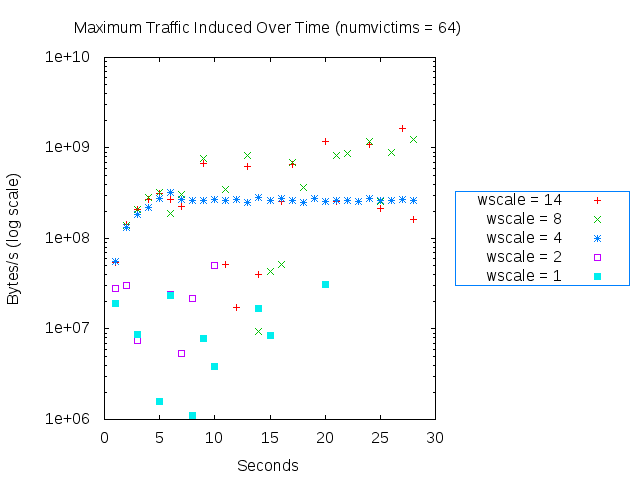 Maximum Traffic Induced Over Time (numvictims = 64)
1e+10
1e+09
1e+08
1e+07
1e+06
Bytes/s (log scale)
0 5 10 15 20 25 30
Seconds
wscale = 14
wscale = 8
wscale = 4
wscale = 2
wscale = 1